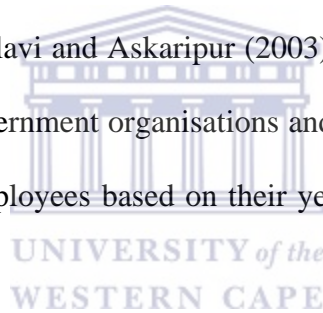 lavi and Askaripur (2003)
ernment organisations and
ployees based on their ye
UNIVERSITY of the
WESTERN CAPE